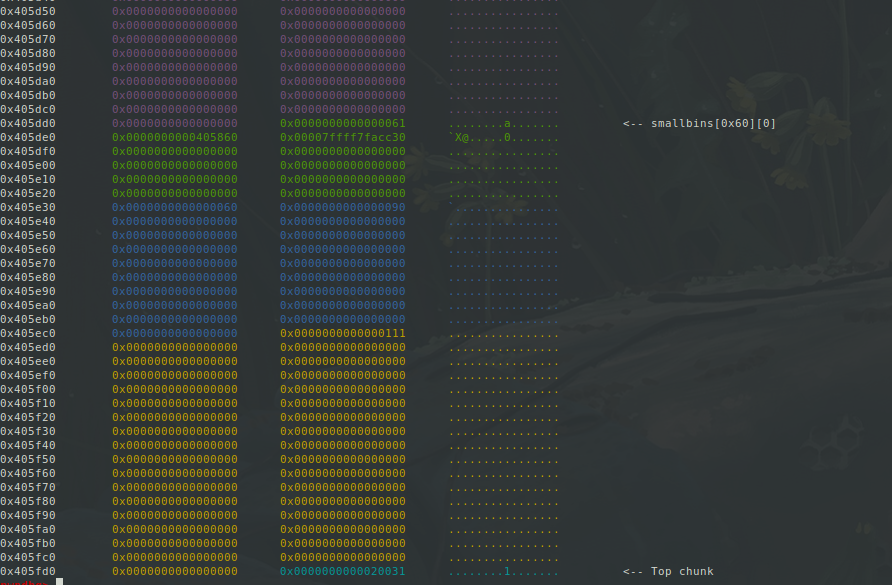 0x405d50 0x0000000000000000 0x0000000000000000 ................
0x405d60 0x0000000000000000 0x0000000000000000 ................
0x405d70 0x0000000000000000 0x0000000000000000 ................
0x405d80 0x0000000000000000 0x0000000000000000 ................
0x405d90 0x0000000000000000 0x0000000000000000 ................
0x405da0 0x0000000000000000 0x0000000000000000 ................
0x405db0 0x0000000000000000 0x0000000000000000 ................
0x405dc0 0x0000000000000000 0x0000000000000000 ................
0x405dd0 0x0000000000000000 0x0000000000000061 ........a....... <-- smallbins[0x60][0]
0x405de0 0x0000000000405860 0x00007ffff7facc30 `X@.....0.......
0x405df0 0x0000000000000000 0x0000000000000000 ................
0x405e00 0x0000000000000000 0x0000000000000000 ................
0x405e10 0x0000000000000000 0x0000000000000000 ................
0x405e20 0x0000000000000000 0x0000000000000000 ................
0x405e30 0x0000000000000060 0x0000000000000090 `...............
0x405e40 0x0000000000000000 0x0000000000000000 ................
0x405e50 0x0000000000000000 0x0000000000000000 ................
0x405e60 0x0000000000000000 0x0000000000000000 ................
0x405e70 0x0000000000000000 0x0000000000000000 ................
0x405e80 0x0000000000000000 0x0000000000000000 ................
0x405e90 0x0000000000000000 0x0000000000000000 ................
0x405ea0 0x0000000000000000 0x0000000000000000 ................
0x405eb0 0x0000000000000000 0x0000000000000000 ................
0x405ec0 0x0000000000000000 0x0000000000000111 ................
0x405ed0 0x0000000000000000 0x0000000000000000 ................
0x405ee0 0x0000000000000000 0x0000000000000000 ................
0x405ef0 0x0000000000000000 0x0000000000000000 ................
0x405f00 0x0000000000000000 0x0000000000000000 ................
0x405f10 0x0000000000000000 0x0000000000000000 ................
0x405f20 0x0000000000000000 0x0000000000000000 ................
0x405f30 0x0000000000000000 0x0000000000000000 ................
0x405f40 0x0000000000000000 0x0000000000000000 ................
0x405f50 0x0000000000000000 0x0000000000000000 ................
0x405f60 0x0000000000000000 0x0000000000000000 ................
0x405f70 0x0000000000000000 0x0000000000000000 ................
0x405f80 0x0000000000000000 0x0000000000000000 ................
0x405f90 0x0000000000000000 0x0000000000000000 ................
0x405fa0 0x0000000000000000 0x0000000000000000 ................
0x405fb0 0x0000000000000000 0x0000000000000000 ................
0x405fc0 0x0000000000000000 0x0000000000000000 ................
0x405fd0 0x0000000000000000 0x0000000000020031 ........1....... <-- Top chunk